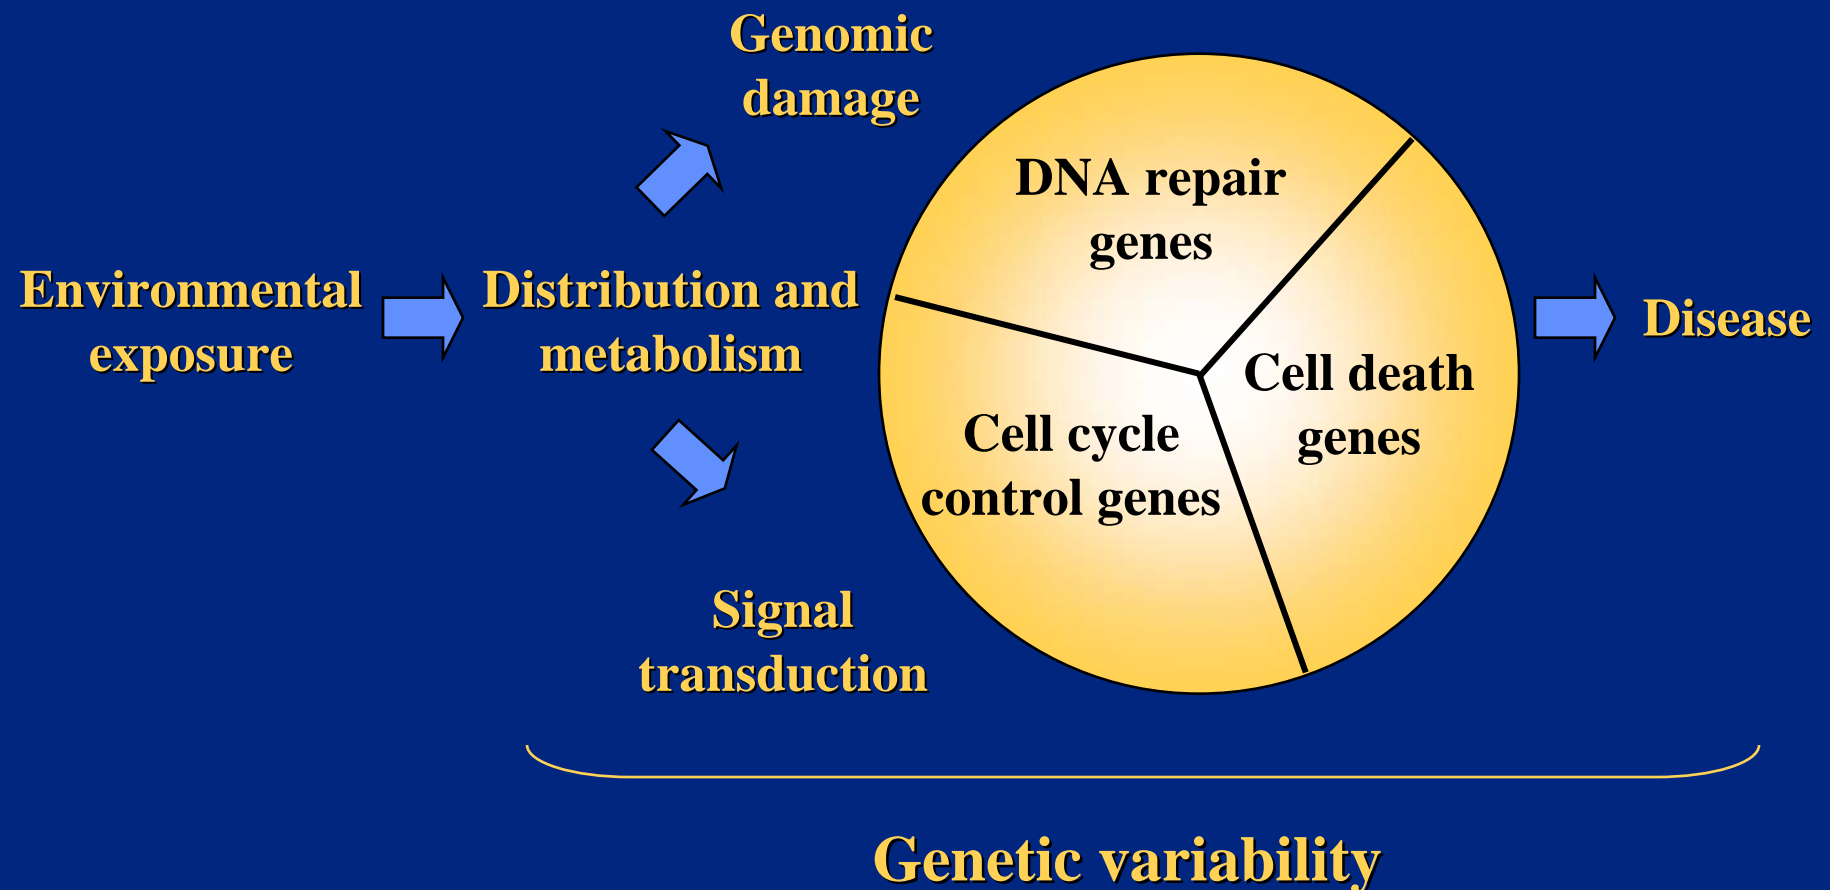 Genomic
damage
DNA repair
genes
Environmental
exposure
Distribution and
metabolism
Disease
Cell death
genes
Cell cycle
control genes
Signal
transduction
Genetic variability